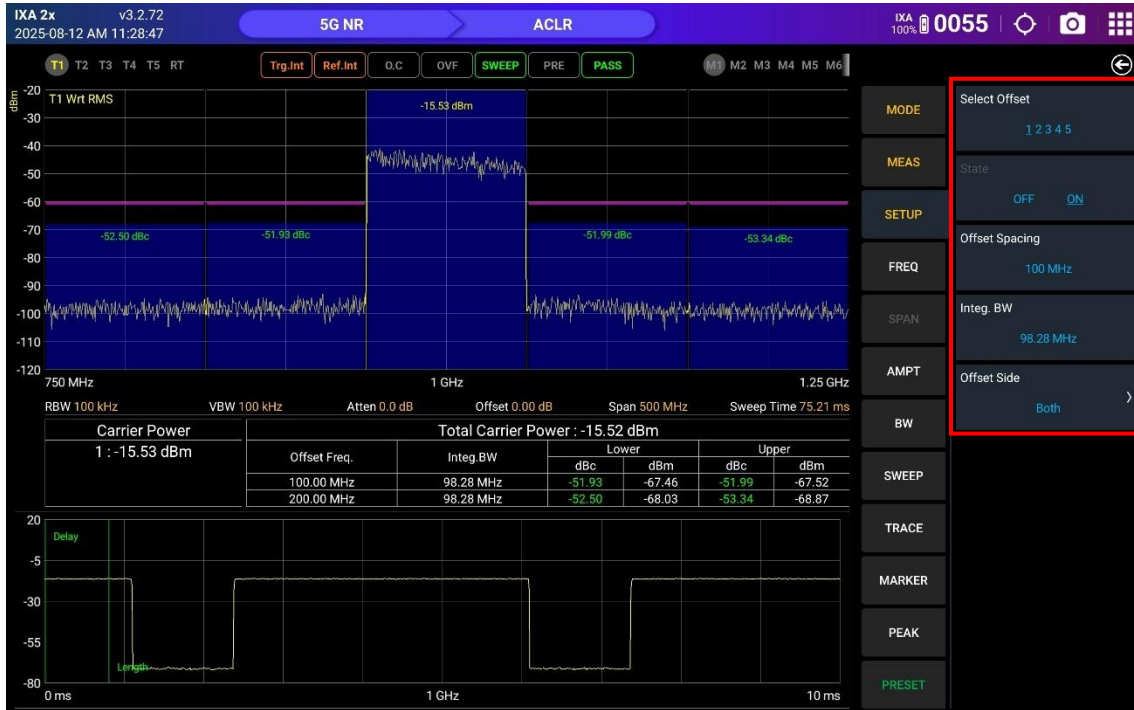 IXA 2x v3.2.72
2025-08-12 AM 11:28:47
5G NR ACLR
IXA 100% 0055
T1 T2 T3 T4 T5 RT
Trg.Int Ref.Int O.C OVF SWEEP PRE PASS
M1 M2 M3 M4 M5 M6
dBm
T1 Wrt RMS
-20
-30
-40
-50
-60
-70
-80
-90
-100
-110
-120
-15.53 dBm
-52.50 dBc -51.93 dBc -51.99 dBc -53.34 dBc
750 MHz 1 GHz 1.25 GHz
RBW 100 kHz VBW 100 kHz Atten 0.0 dB Offset 0.00 dB Span 500 MHz Sweep Time 75.21 ms
Carrier Power Total Carrier Power : -15.52 dBm
1 : -15.53 dBm
Offset Freq. Integ.BW Lower Upper
dBc dBm dBc dBm
100.00 MHz 98.28 MHz -51.93 -67.46 -51.99 -67.52
200.00 MHz 98.28 MHz -52.50 -68.03 -53.34 -68.87
20
-5
-30
-55
-80
Delay
Length
0 ms 1 GHz 10 ms
MODE
MEAS
SETUP
FREQ
SPAN
AMPT
BW
SWEEP
TRACE
MARKER
PEAK
PRESET
Select Offset
1 2 3 4 5
State
OFF ON
Offset Spacing
100 MHz
Integ. BW
98.28 MHz
Offset Side
Both